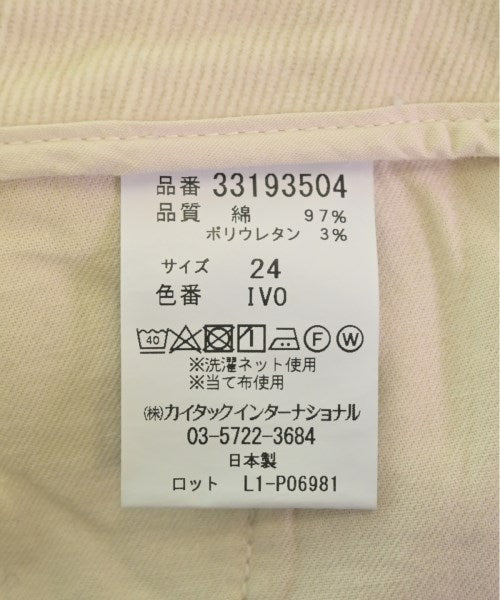 品番 33193504
品質 綿 97%
ポリウレタン 3%
サイズ 24
色番 IVO
40 F W
※洗濯ネット使用
※当て布使用
㈱カイタックインターナショナル
03-5722-3684
日本製
ロット L1-P06981